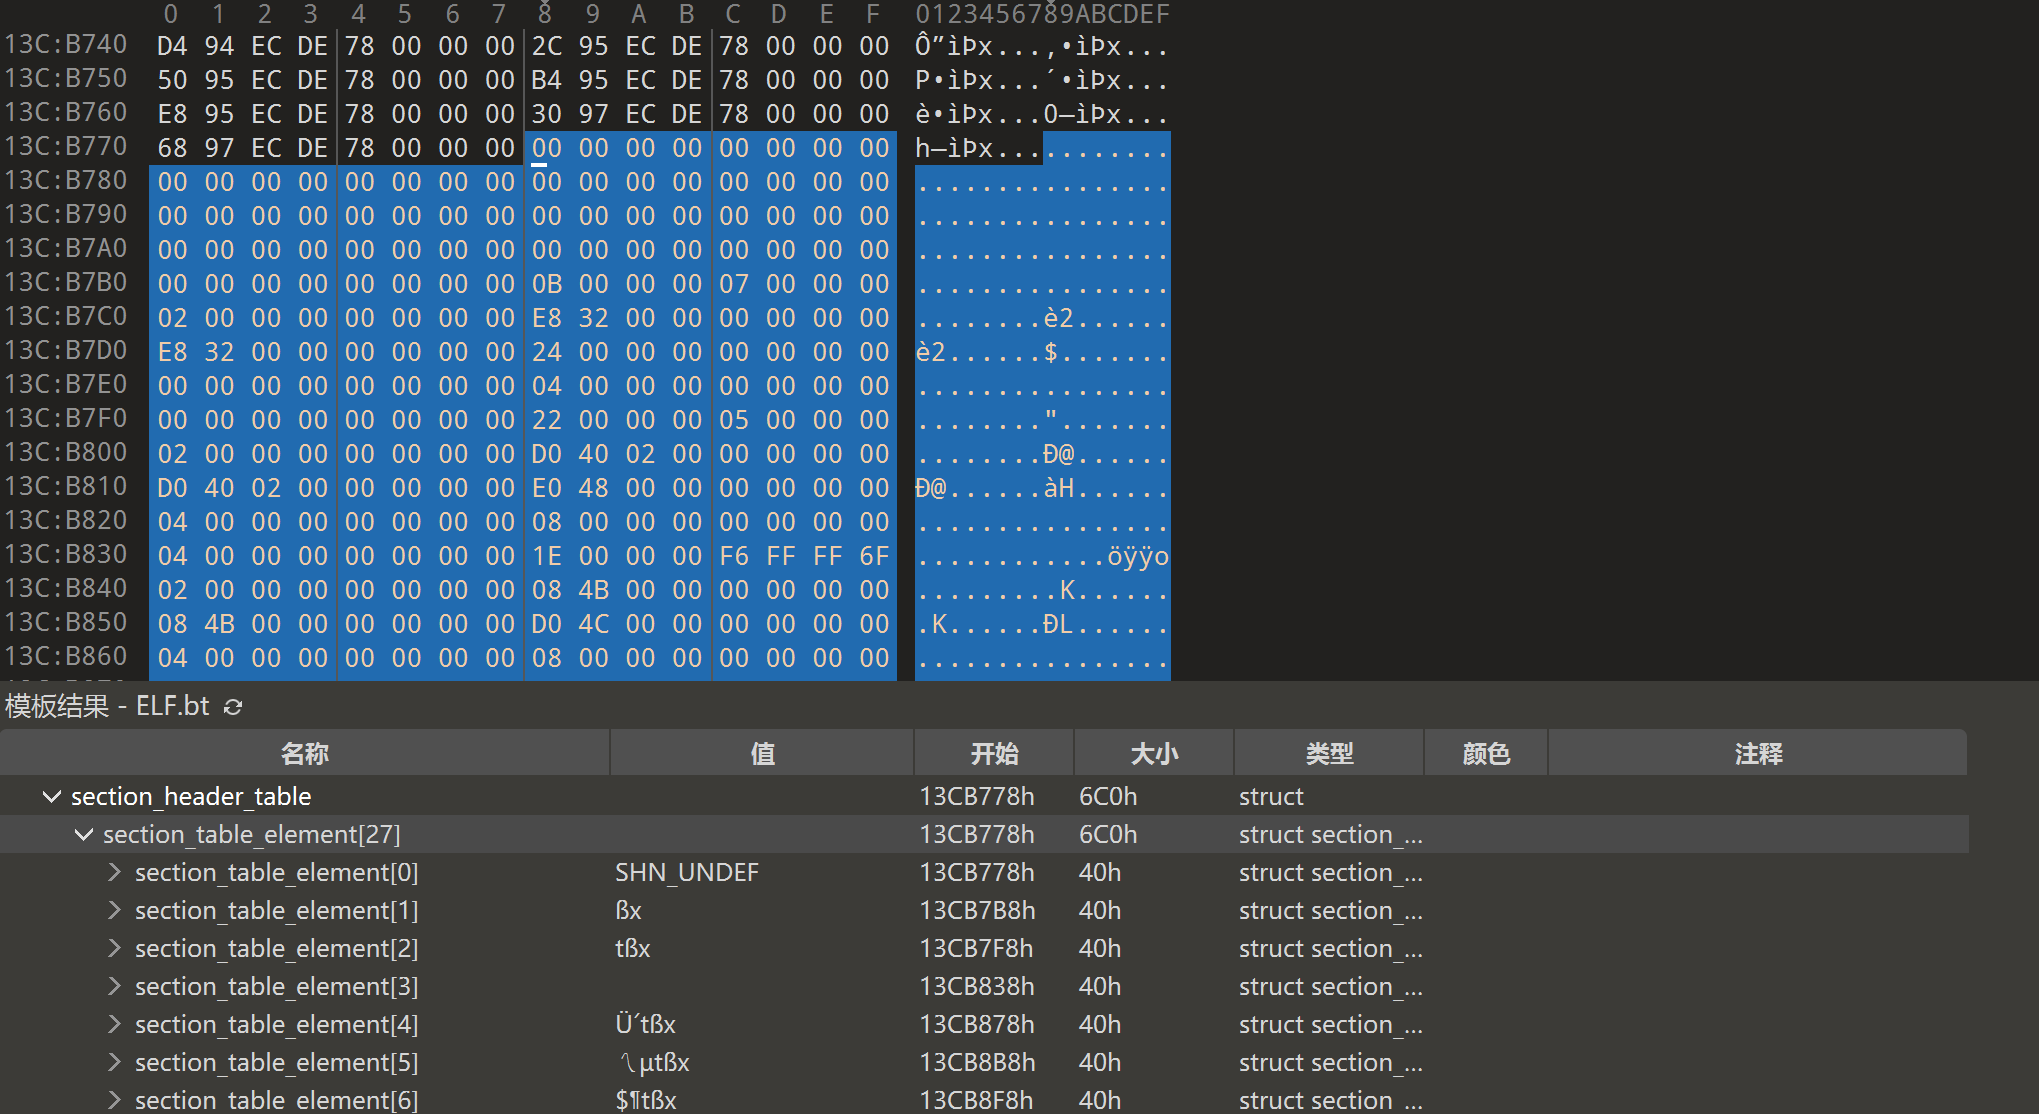 0 1 2 3 4 5 6 7 8 9 A B C D E F 0123456789ABCDEF
13C:B740 D4 94 EC DE 78 00 00 00 2C 95 EC DE 78 00 00 00 Ô”ìÞx...,•ìÞx...
13C:B750 50 95 EC DE 78 00 00 00 B4 95 EC DE 78 00 00 00 P•ìÞx...´•ìÞx...
13C:B760 E8 95 EC DE 78 00 00 00 30 97 EC DE 78 00 00 00 è•ìÞx...0—ìÞx...
13C:B770 68 97 EC DE 78 00 00 00 00 00 00 00 00 00 00 00 h—ìÞx...........
13C:B780 00 00 00 00 00 00 00 00 00 00 00 00 00 00 00 00 ................
13C:B790 00 00 00 00 00 00 00 00 00 00 00 00 00 00 00 00 ................
13C:B7A0 00 00 00 00 00 00 00 00 00 00 00 00 00 00 00 00 ................
13C:B7B0 00 00 00 00 00 00 00 00 0B 00 00 00 07 00 00 00 ................
13C:B7C0 02 00 00 00 00 00 00 00 E8 32 00 00 00 00 00 00 ........è2......
13C:B7D0 E8 32 00 00 00 00 00 00 24 00 00 00 00 00 00 00 è2......$.......
13C:B7E0 00 00 00 00 00 00 00 00 04 00 00 00 00 00 00 00 ................
13C:B7F0 00 00 00 00 00 00 00 00 22 00 00 00 05 00 00 00 ........".......
13C:B800 02 00 00 00 00 00 00 00 D0 40 02 00 00 00 00 00 ........Ð@......
13C:B810 D0 40 02 00 00 00 00 00 E0 48 00 00 00 00 00 00 Ð@......àH......
13C:B820 04 00 00 00 00 00 00 00 08 00 00 00 00 00 00 00 ................
13C:B830 04 00 00 00 00 00 00 00 1E 00 00 00 F6 FF FF 6F ............öÿÿo
13C:B840 02 00 00 00 00 00 00 00 08 4B 00 00 00 00 00 00 .........K......
13C:B850 08 4B 00 00 00 00 00 00 D0 4C 00 00 00 00 00 00 .K......ÐL......
13C:B860 04 00 00 00 00 00 00 00 08 00 00 00 00 00 00 00 ................
模板结果 - ELF.bt
名称 值 开始 大小 类型 颜色 注释
section_header_table 13CB778h 6C0h struct
section_table_element[27] 13CB778h 6C0h struct section_...
section_table_element[0] SHN_UNDEF 13CB778h 40h struct section_...
section_table_element[1] ßx 13CB7B8h 40h struct section_...
section_table_element[2] tßx 13CB7F8h 40h struct section_...
section_table_element[3] 13CB838h 40h struct section_...
section_table_element[4] Ü´tßx 13CB878h 40h struct section_...
section_table_element[5] µtßx 13CB8B8h 40h struct section_...
section_table_element[6] $¶tßx 13CB8F8h 40h struct section_...